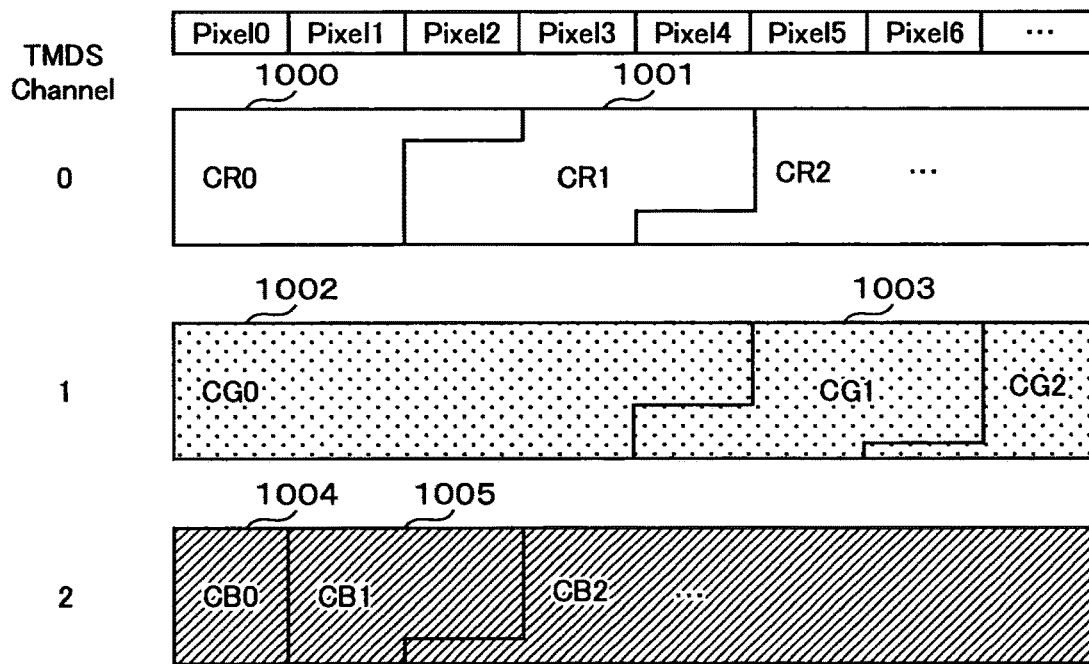 Pixel0 Pixel1 Pixel2 Pixel3 Pixel4 Pixel5 Pixel6 ...
TMDS
Channel
1000 1001
0 CR0 CR1 CR2 ...
1002 1003
1 CG0 CG1 CG2
1004 1005
2 CB0 CB1 CB2 ...